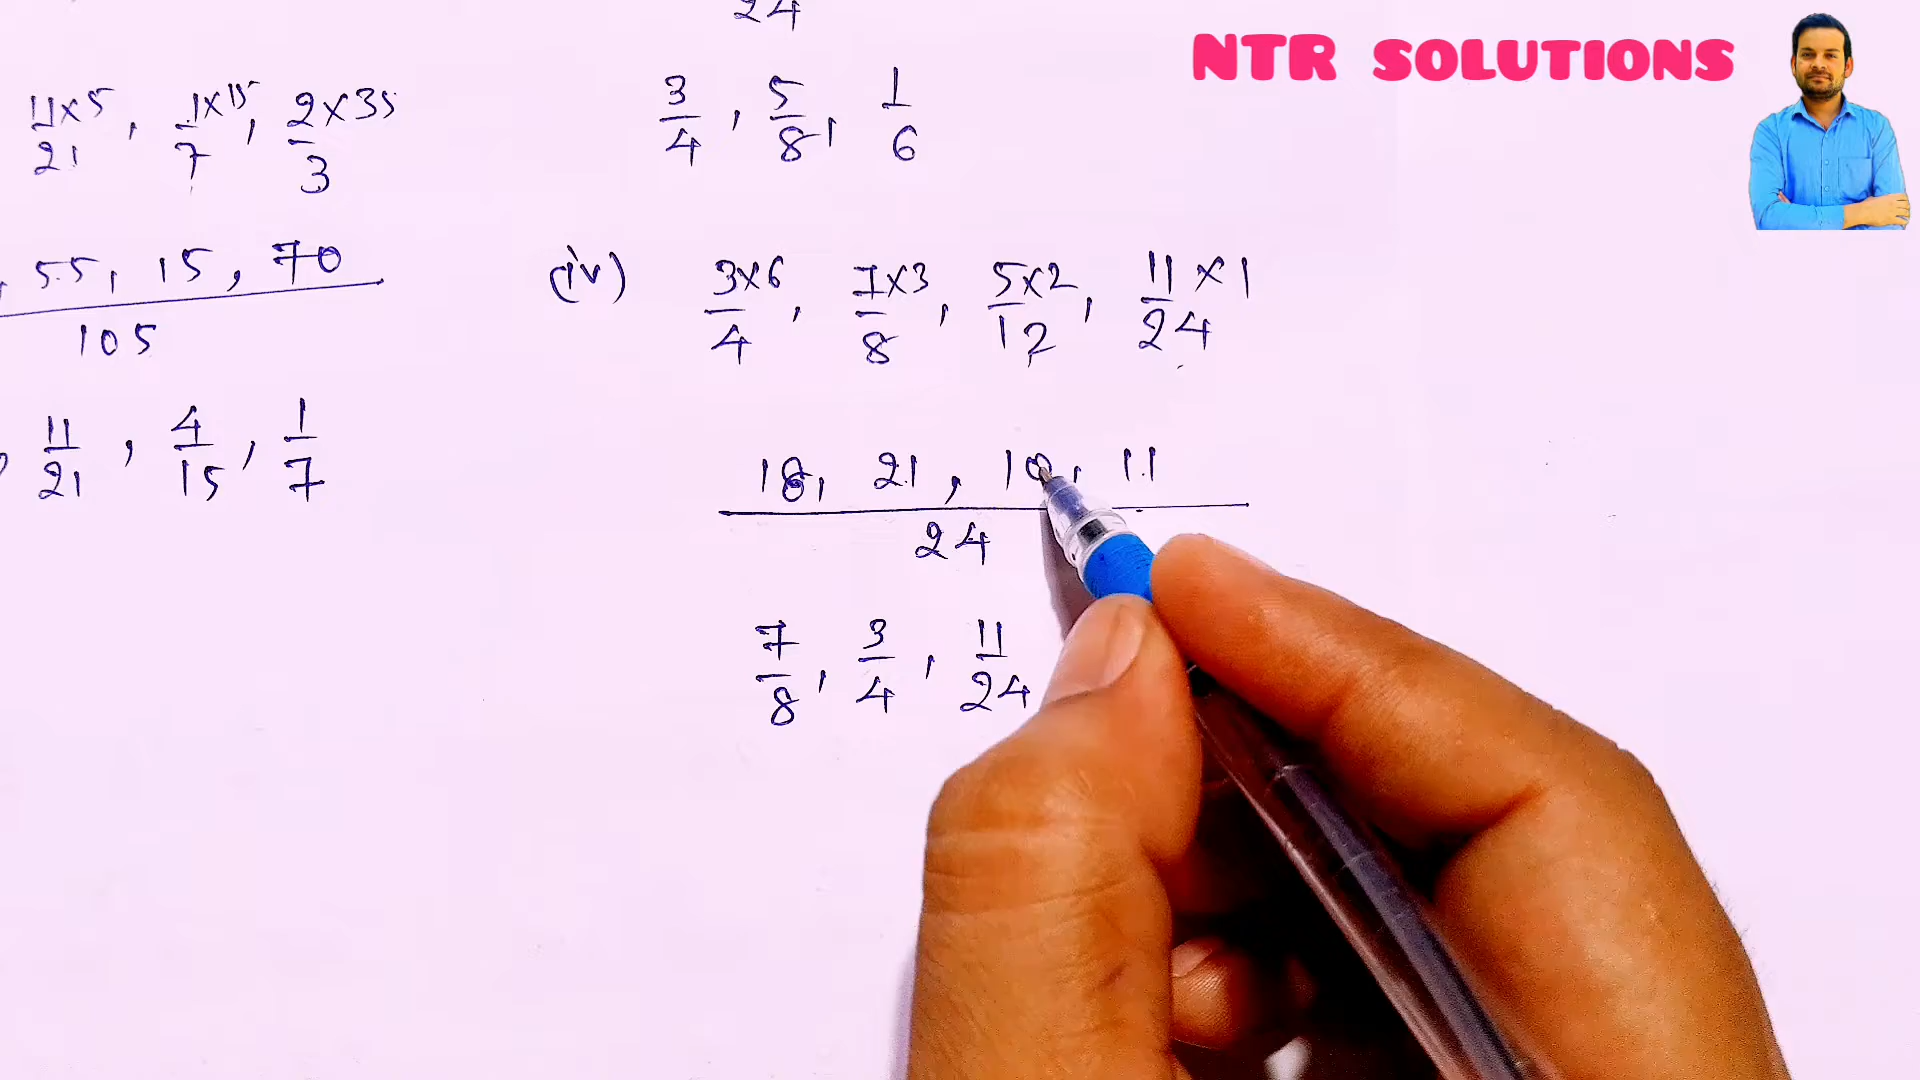 NTR SOLUTIONS
24
11×5/21, 1×15/7, 2×35/3
55, 15, 70
105
11/21, 4/15, 1/7
3/4, 5/8, 1/6
(iv) 3×6/4, 7×3/8, 5×2/12, 11×1/24
18, 21, 10, 11
24
7/8, 3/4, 11/24